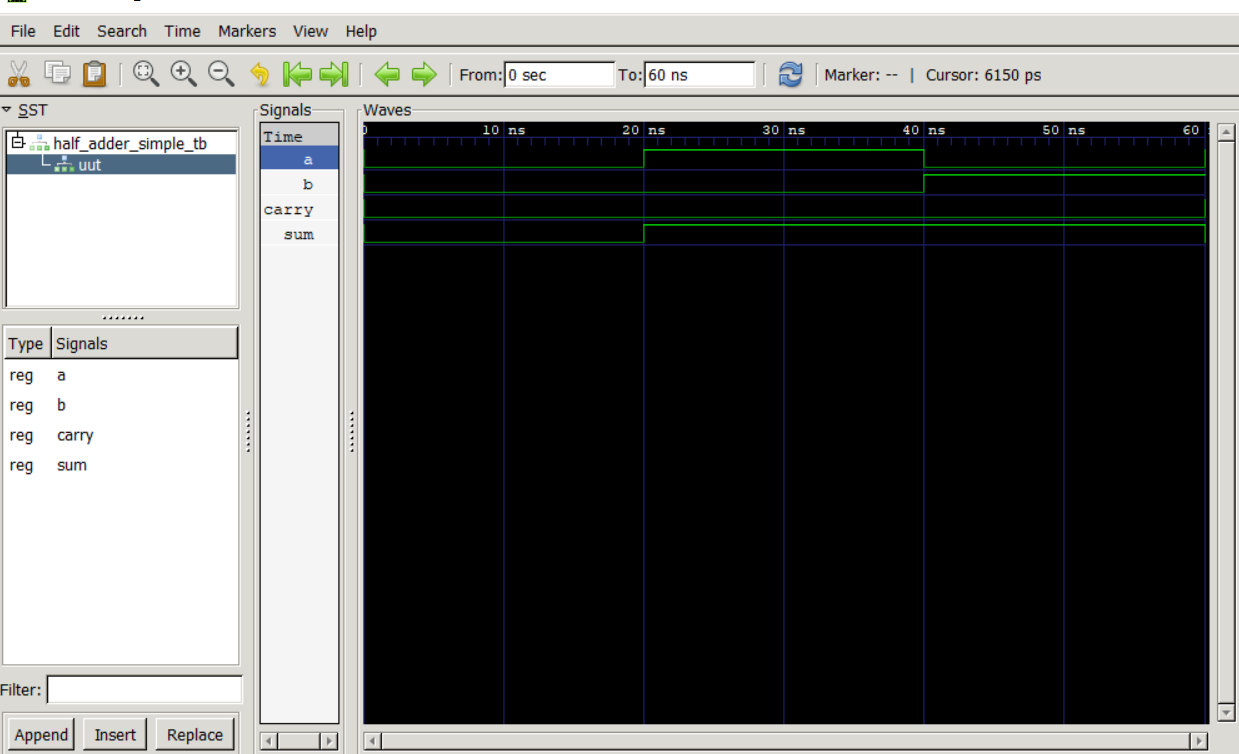 File Edit Search Time Markers View Help
From: 0 sec To: 60 ns Marker: -- | Cursor: 6150 ps
SST
half_adder_simple_tb
uut
Type Signals
reg a
reg b
reg carry
reg sum
Filter:
Append Insert Replace
Signals
Time
a
b
carry
sum
Waves
10 ns 20 ns 30 ns 40 ns 50 ns 60